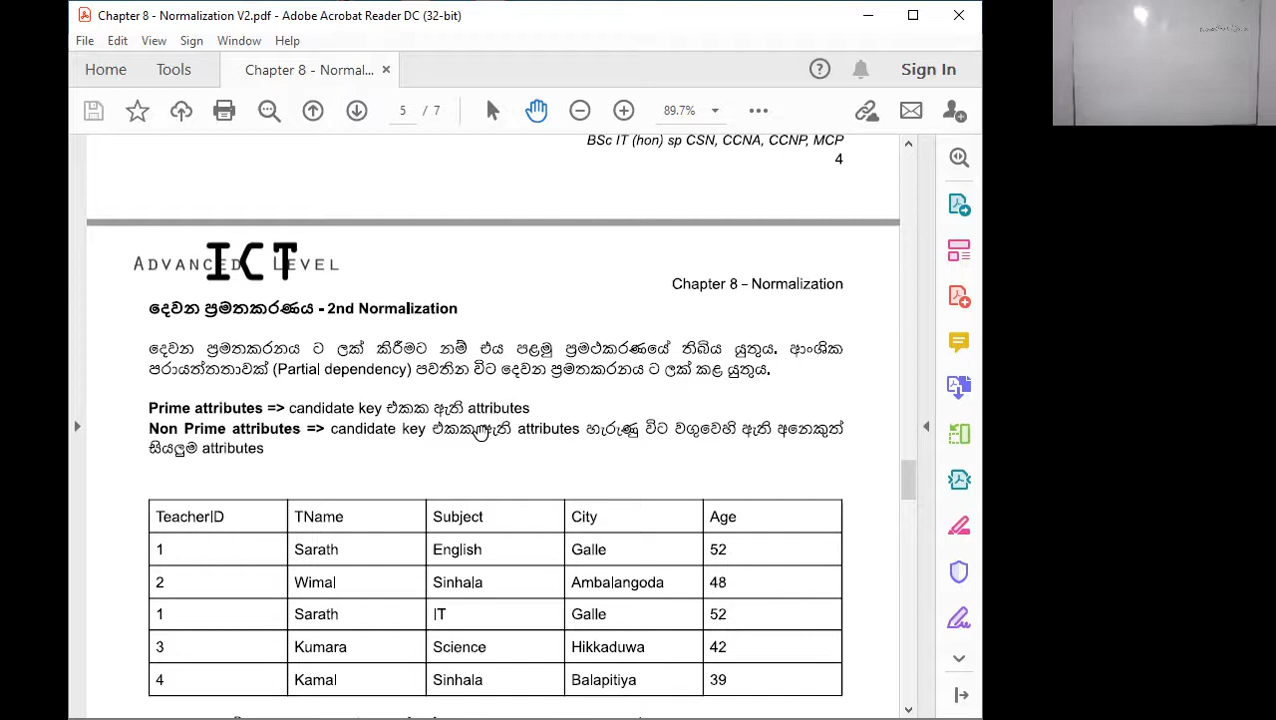 Chapter 8 - Normalization V2.pdf - Adobe Acrobat Reader DC (32-bit)
File Edit View Sign Window Help
Home Tools Chapter 8 - Normal... × Sign In
5 / 7 89.7%
BSc IT (hon) sp CSN, CCNA, CCNP, MCP
4
ADVANCED LEVEL
ICT
Chapter 8 – Normalization
දෙවන ප්‍රමතකරණය - 2nd Normalization
දෙවන ප්‍රමතකරනය ට ලක් කිරීමට නම් එය පළමු ප්‍රමථකරණයේ තිබිය යුතුය. ආංශික
පරායත්තතාවක් (Partial dependency) පවතින විට දෙවන ප්‍රමතකරනය ට ලක් කළ යුතුය.
Prime attributes => candidate key එකක ඇති attributes
Non Prime attributes => candidate key එකක ඇති attributes හැරුණු විට වගුවෙහි ඇති අනෙකුත්
සියලුම attributes
TeacherID TName Subject City Age
1 Sarath English Galle 52
2 Wimal Sinhala Ambalangoda 48
1 Sarath IT Galle 52
3 Kumara Science Hikkaduwa 42
4 Kamal Sinhala Balapitiya 39